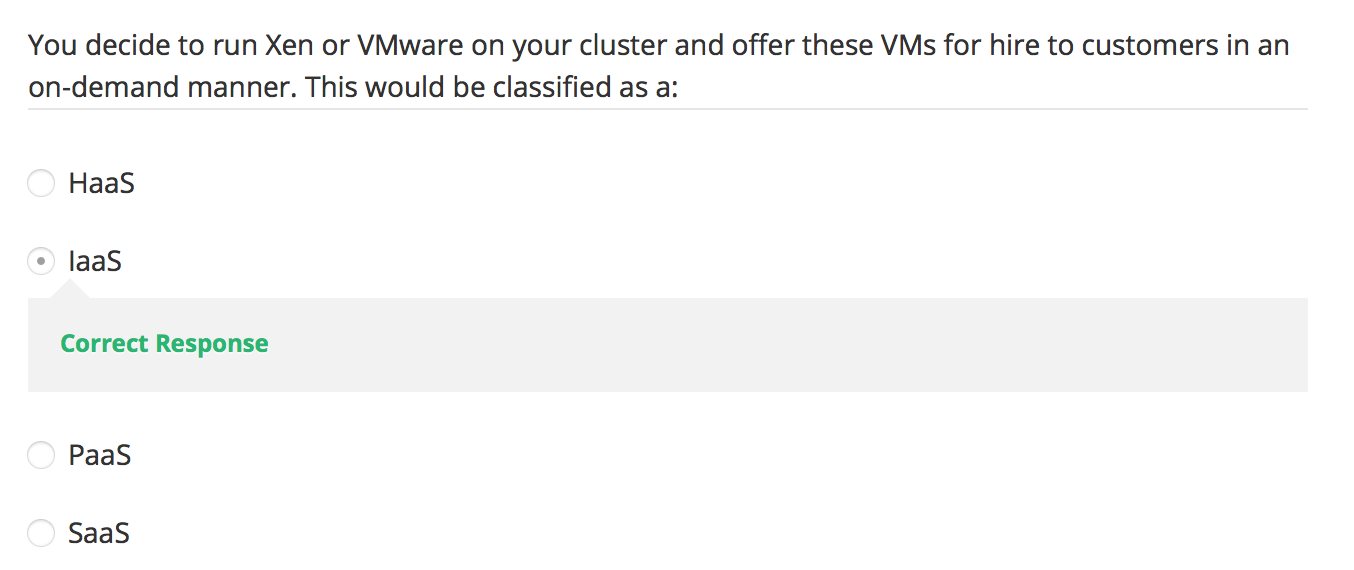 You decide to run Xen or VMware on your cluster and offer these VMs for hire to customers in an
on-demand manner. This would be classified as a:
HaaS
IaaS
Correct Response
PaaS
SaaS